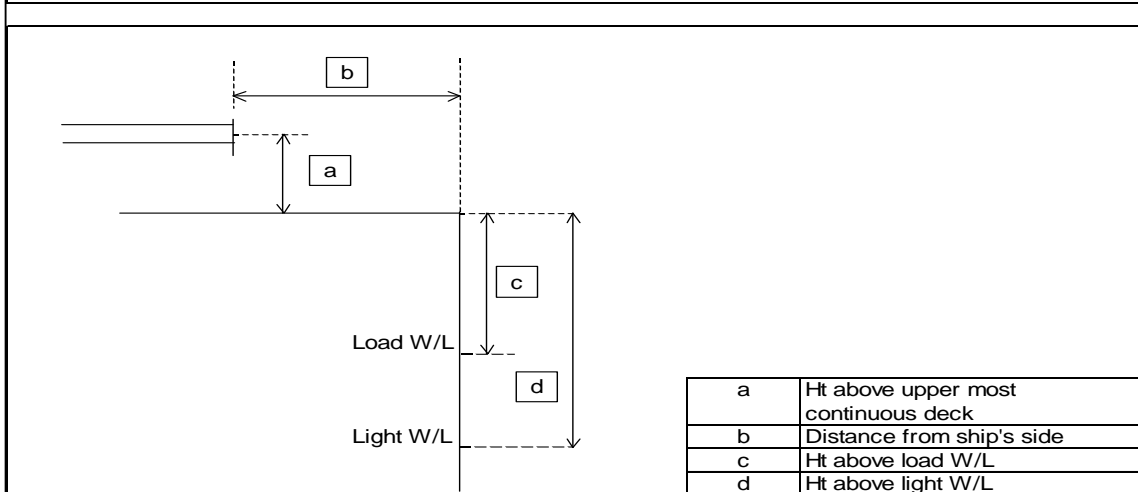 b
a
c
Load W/L
d
Light W/L
a Ht above upper most
continuous deck
b Distance from ship's side
c Ht above load W/L
d Ht above light W/L